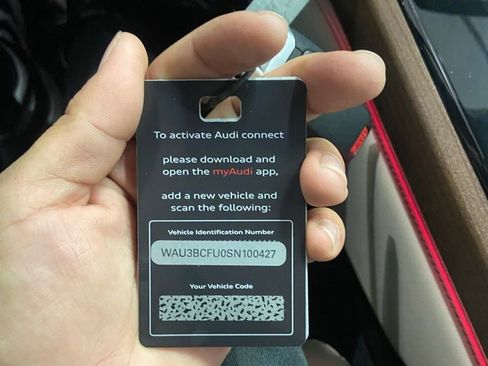 To activate Audi connect
please download and
open the myAudi app,
add a new vehicle and
scan the following:
Vehicle Identification Number
WAU3BCFU0SN100427
Your Vehicle Code